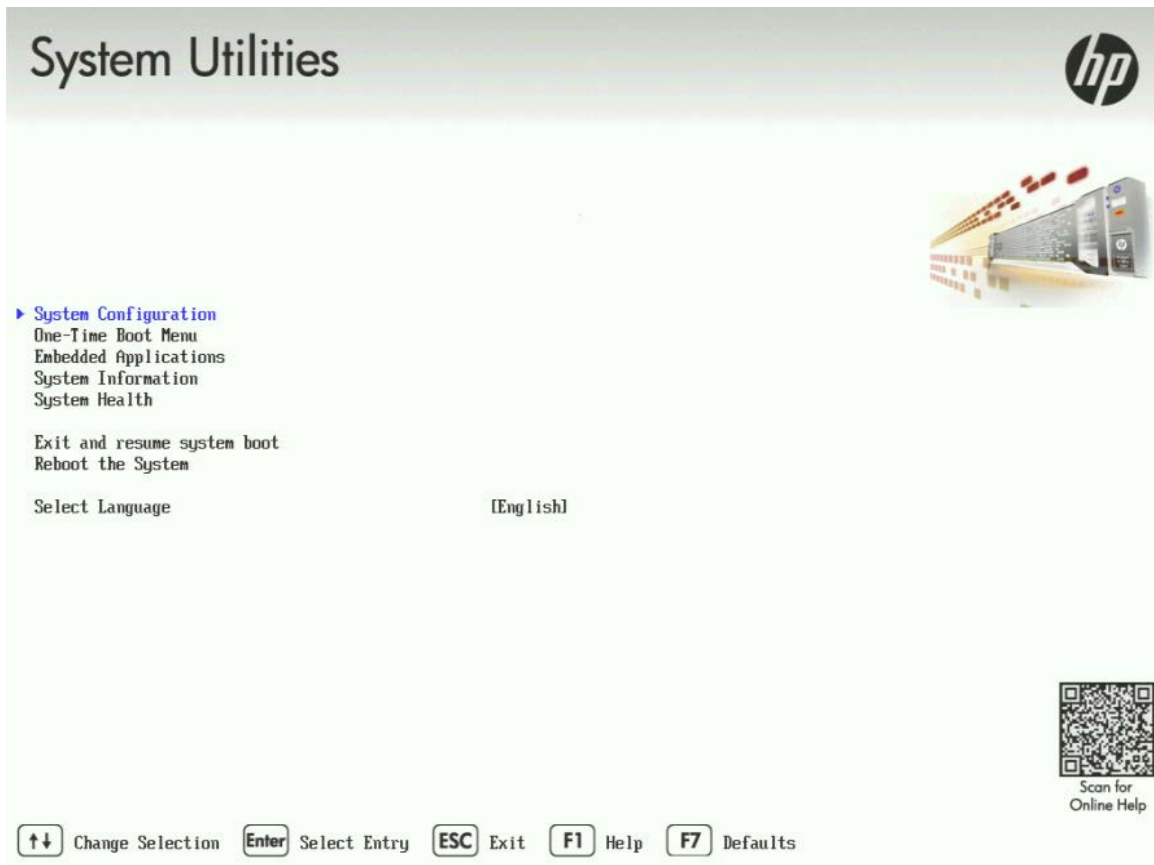 System Utilities
hp
System Configuration
One-Time Boot Menu
Embedded Applications
System Information
System Health
Exit and resume system boot
Reboot the System
Select Language [English]
Scan for
Online Help
↑↓ Change Selection Enter Select Entry ESC Exit F1 Help F7 Defaults